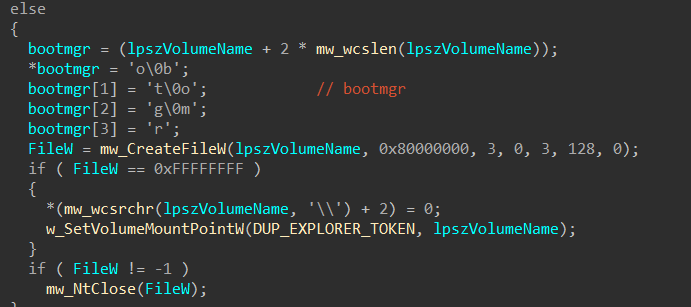 else
{
bootmgr = (lpszVolumeName + 2 * mw_wcslen(lpszVolumeName));
*bootmgr = 'o\0b';
bootmgr[1] = 't\0o'; // bootmgr
bootmgr[2] = 'g\0m';
bootmgr[3] = 'r';
FileW = mw_CreateFileW(lpszVolumeName, 0x80000000, 3, 0, 3, 128, 0);
if ( FileW == 0xFFFFFFFF )
{
*(mw_wcsrchr(lpszVolumeName, '\\') + 2) = 0;
w_SetVolumeMountPointW(DUP_EXPLORER_TOKEN, lpszVolumeName);
}
if ( FileW != -1 )
mw_NtClose(FileW);